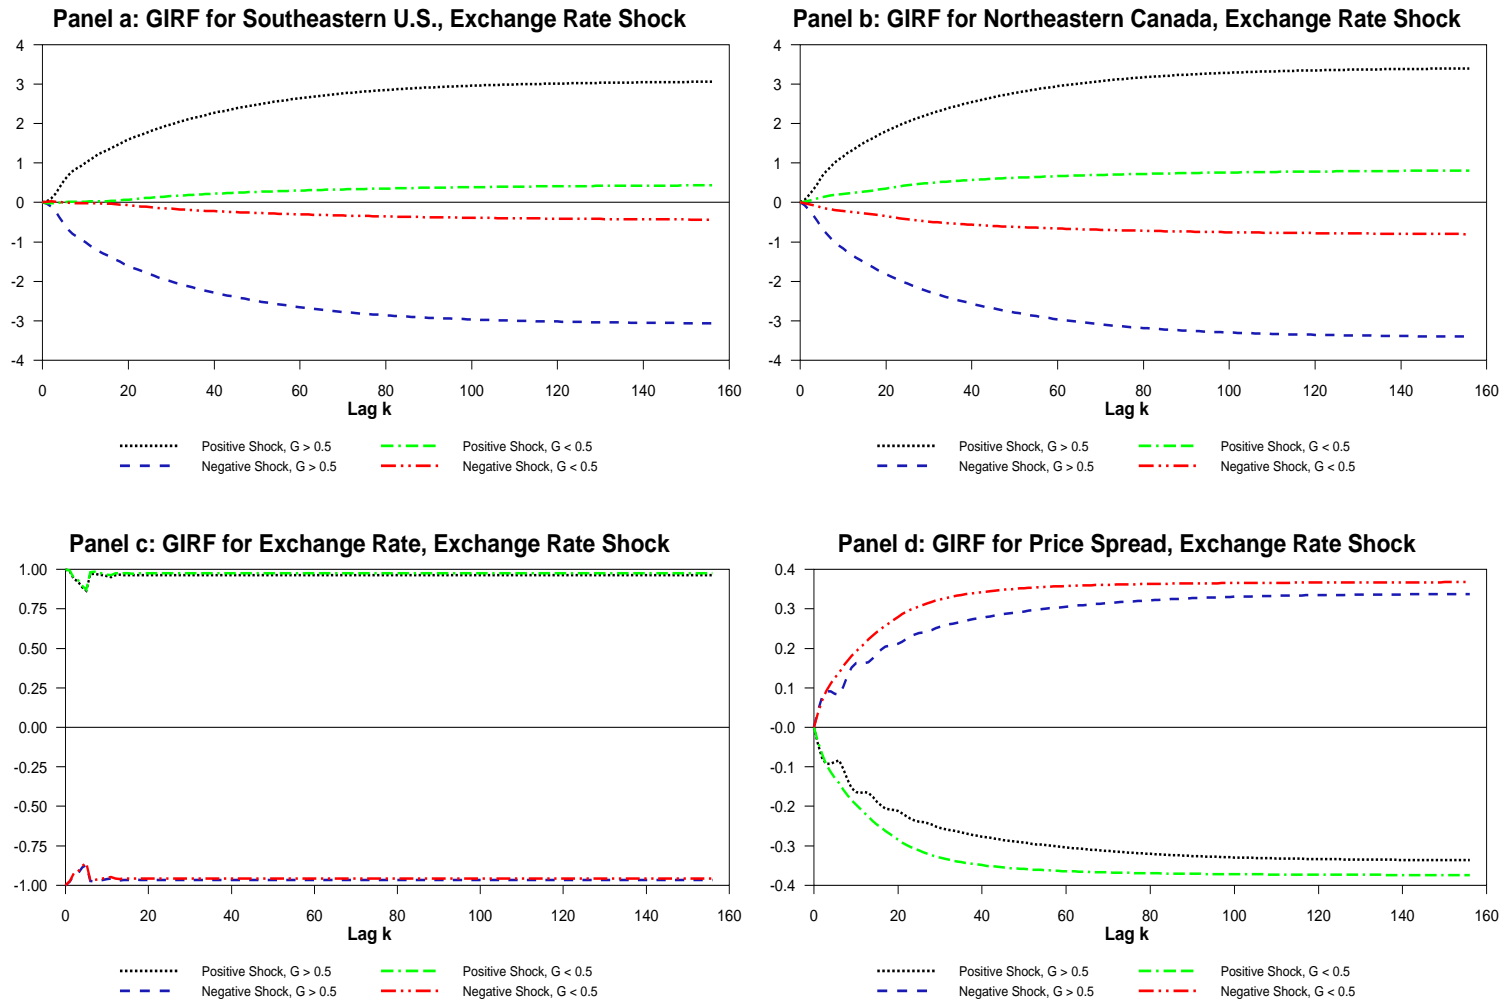 Panel a: GIRF for Southeastern U.S., Exchange Rate Shock
4
3
2
1
0
-1
-2
-3
-4
0 20 40 60 80 100 120 140 160
Lag k
Positive Shock, G > 0.5 Positive Shock, G < 0.5
Negative Shock, G > 0.5 Negative Shock, G < 0.5
Panel b: GIRF for Northeastern Canada, Exchange Rate Shock
4
3
2
1
0
-1
-2
-3
-4
0 20 40 60 80 100 120 140 160
Lag k
Positive Shock, G > 0.5 Positive Shock, G < 0.5
Negative Shock, G > 0.5 Negative Shock, G < 0.5
Panel c: GIRF for Exchange Rate, Exchange Rate Shock
1.00
0.75
0.50
0.25
0.00
-0.25
-0.50
-0.75
-1.00
0 20 40 60 80 100 120 140 160
Lag k
Positive Shock, G > 0.5 Positive Shock, G < 0.5
Negative Shock, G > 0.5 Negative Shock, G < 0.5
Panel d: GIRF for Price Spread, Exchange Rate Shock
0.4
0.3
0.2
0.1
-0.0
-0.1
-0.2
-0.3
-0.4
0 20 40 60 80 100 120 140 160
Lag k
Positive Shock, G > 0.5 Positive Shock, G < 0.5
Negative Shock, G > 0.5 Negative Shock, G < 0.5